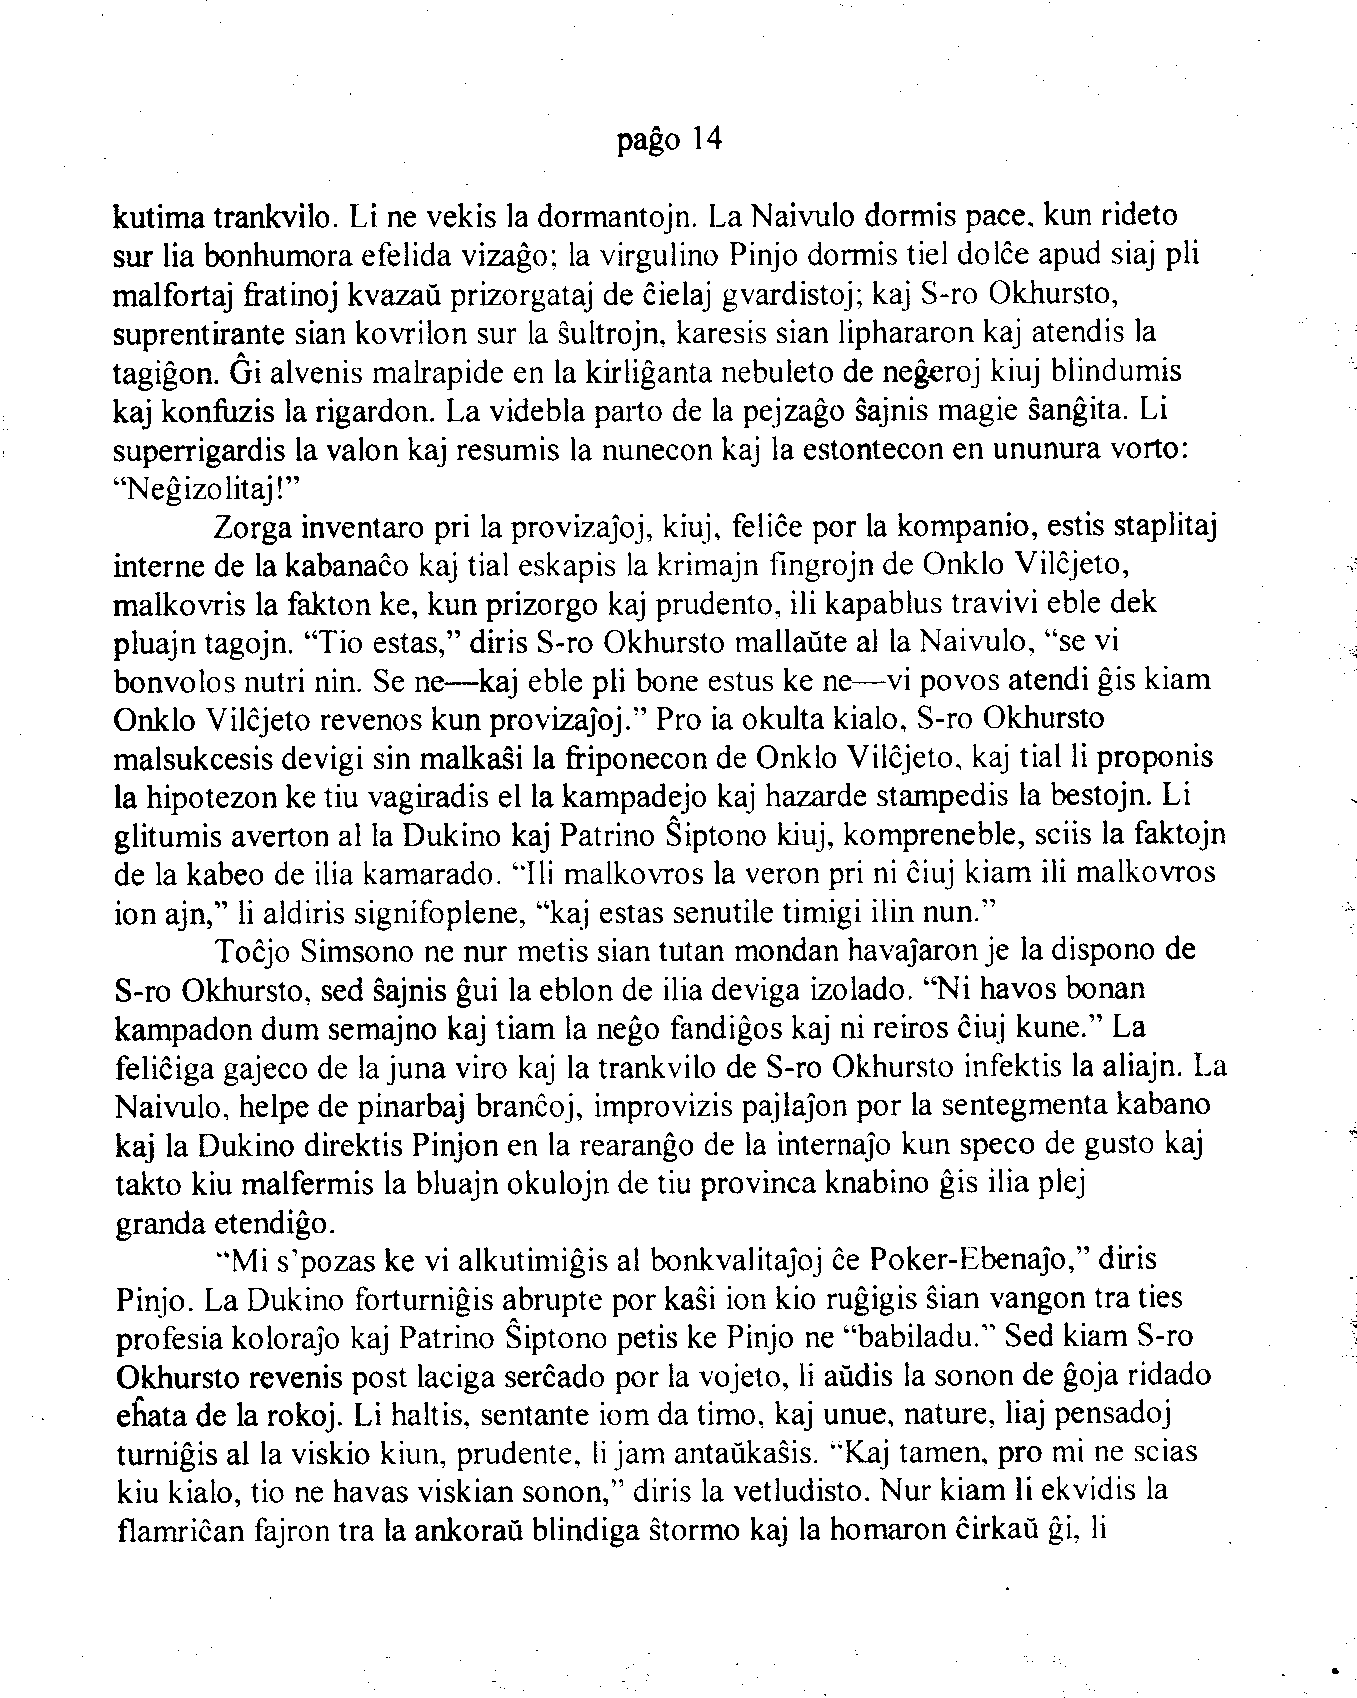 paĝo 14
kutima trankvilo. Li ne vekis la dormantojn. La Naivulo dormis pace, kun rideto
sur lia bonhumora efelida vizaĝo; la virgulino Pinjo dormis tiel dolĉe apud siaj pli
malfortaj fratinoj kvazaŭ prizorgataj de ĉielaj gvardistoj; kaj S-ro Okhursto,
suprentirante sian kovrilon sur la ŝultrojn, karesis sian liphararon kaj atendis la
tagiĝon. Ĝi alvenis malrapide en la kirliĝanta nebuleto de neĝeroj kiuj blindumis
kaj konfuzis la rigardon. La videbla parto de la pejzaĝo ŝajnis magie ŝanĝita. Li
superrigardis la valon kaj resumis la nunecon kaj la estontecon en ununura vorto:
“Neĝizolitaj!”
Zorga inventaro pri la provizaĵoj, kiuj, feliĉe por la kompanio, estis staplitaj
interne de la kabanaĉo kaj tial eskapis la krimajn fingrojn de Onklo Vilĉjeto,
malkovris la fakton ke, kun prizorgo kaj prudento, ili kapablus travivi eble dek
pluajn tagojn. “Tio estas,” diris S-ro Okhursto mallaŭte al la Naivulo, “se vi
bonvolos nutri nin. Se ne—kaj eble pli bone estus ke ne—vi povos atendi ĝis kiam
Onklo Vilĉjeto revenos kun provizaĵoj.” Pro ia okulta kialo, S-ro Okhursto
malsukcesis devigi sin malkaŝi la friponecon de Onklo Vilĉjeto, kaj tial li proponis
la hipotezon ke tiu vagiradis el la kampadejo kaj hazarde stampedis la bestojn. Li
glitumis averton al la Dukino kaj Patrino Ŝiptono kiuj, kompreneble, sciis la faktojn
de la kabeo de ilia kamarado. “Ili malkovros la veron pri ni ĉiuj kiam ili malkovros
ion ajn,” li aldiris signifoplene, “kaj estas senutile timigi ilin nun.”
Toĉjo Simsono ne nur metis sian tutan mondan havaĵaron je la dispono de
S-ro Okhursto, sed ŝajnis ĝui la eblon de ilia deviga izolado. “Ni havos bonan
kampadon dum semajno kaj tiam la neĝo fandiĝos kaj ni reiros ĉiuj kune.” La
feliĉiga gajeco de la juna viro kaj la trankvilo de S-ro Okhursto infektis la aliajn. La
Naivulo, helpe de pinarbaj branĉoj, improvizis pajlaĵon por la sentegmenta kabano
kaj la Dukino direktis Pinjon en la rearanĝo de la internaĵo kun speco de gusto kaj
takto kiu malfermis la bluajn okulojn de tiu provinca knabino ĝis ilia plej
granda etendiĝo.
“Mi s’pozas ke vi alkutimiĝis al bonkvalitaĵoj ĉe Poker-Ebenaĵo,” diris
Pinjo. La Dukino forturniĝis abrupte por kaŝi ion kio ruĝigis ŝian vangon tra ties
profesia koloraĵo kaj Patrino Ŝiptono petis ke Pinjo ne “babiladu.” Sed kiam S-ro
Okhursto revenis post laciga serĉado por la vojeto, li aŭdis la sonon de ĝoja ridado
eĥata de la rokoj. Li haltis, sentante iom da timo, kaj unue, nature, liaj pensadoj
turniĝis al la viskio kiun, prudente, li jam antaŭkaŝis. “Kaj tamen, pro mi ne scias
kiu kialo, tio ne havas viskian sonon,” diris la vetludisto. Nur kiam li ekvidis la
flamriĉan fajron tra la ankoraŭ blindiga ŝtormo kaj la homaron ĉirkaŭ ĝi, li